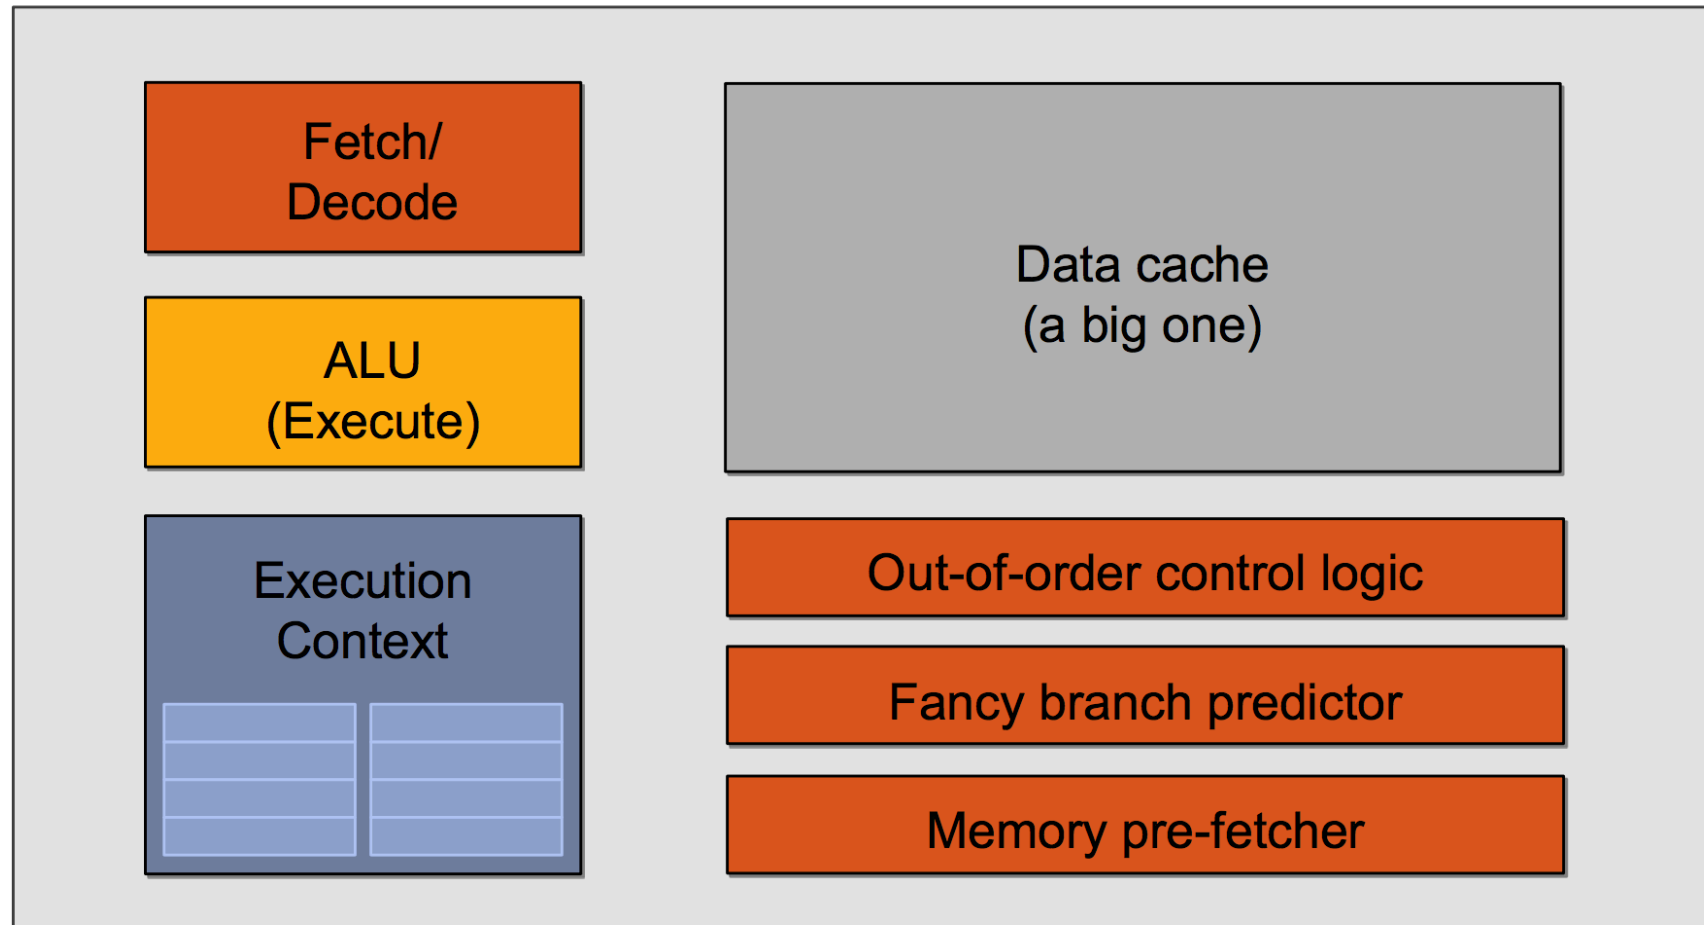 Fetch/
Decode
ALU
(Execute)
Execution
Context
Data cache
(a big one)
Out-of-order control logic
Fancy branch predictor
Memory pre-fetcher